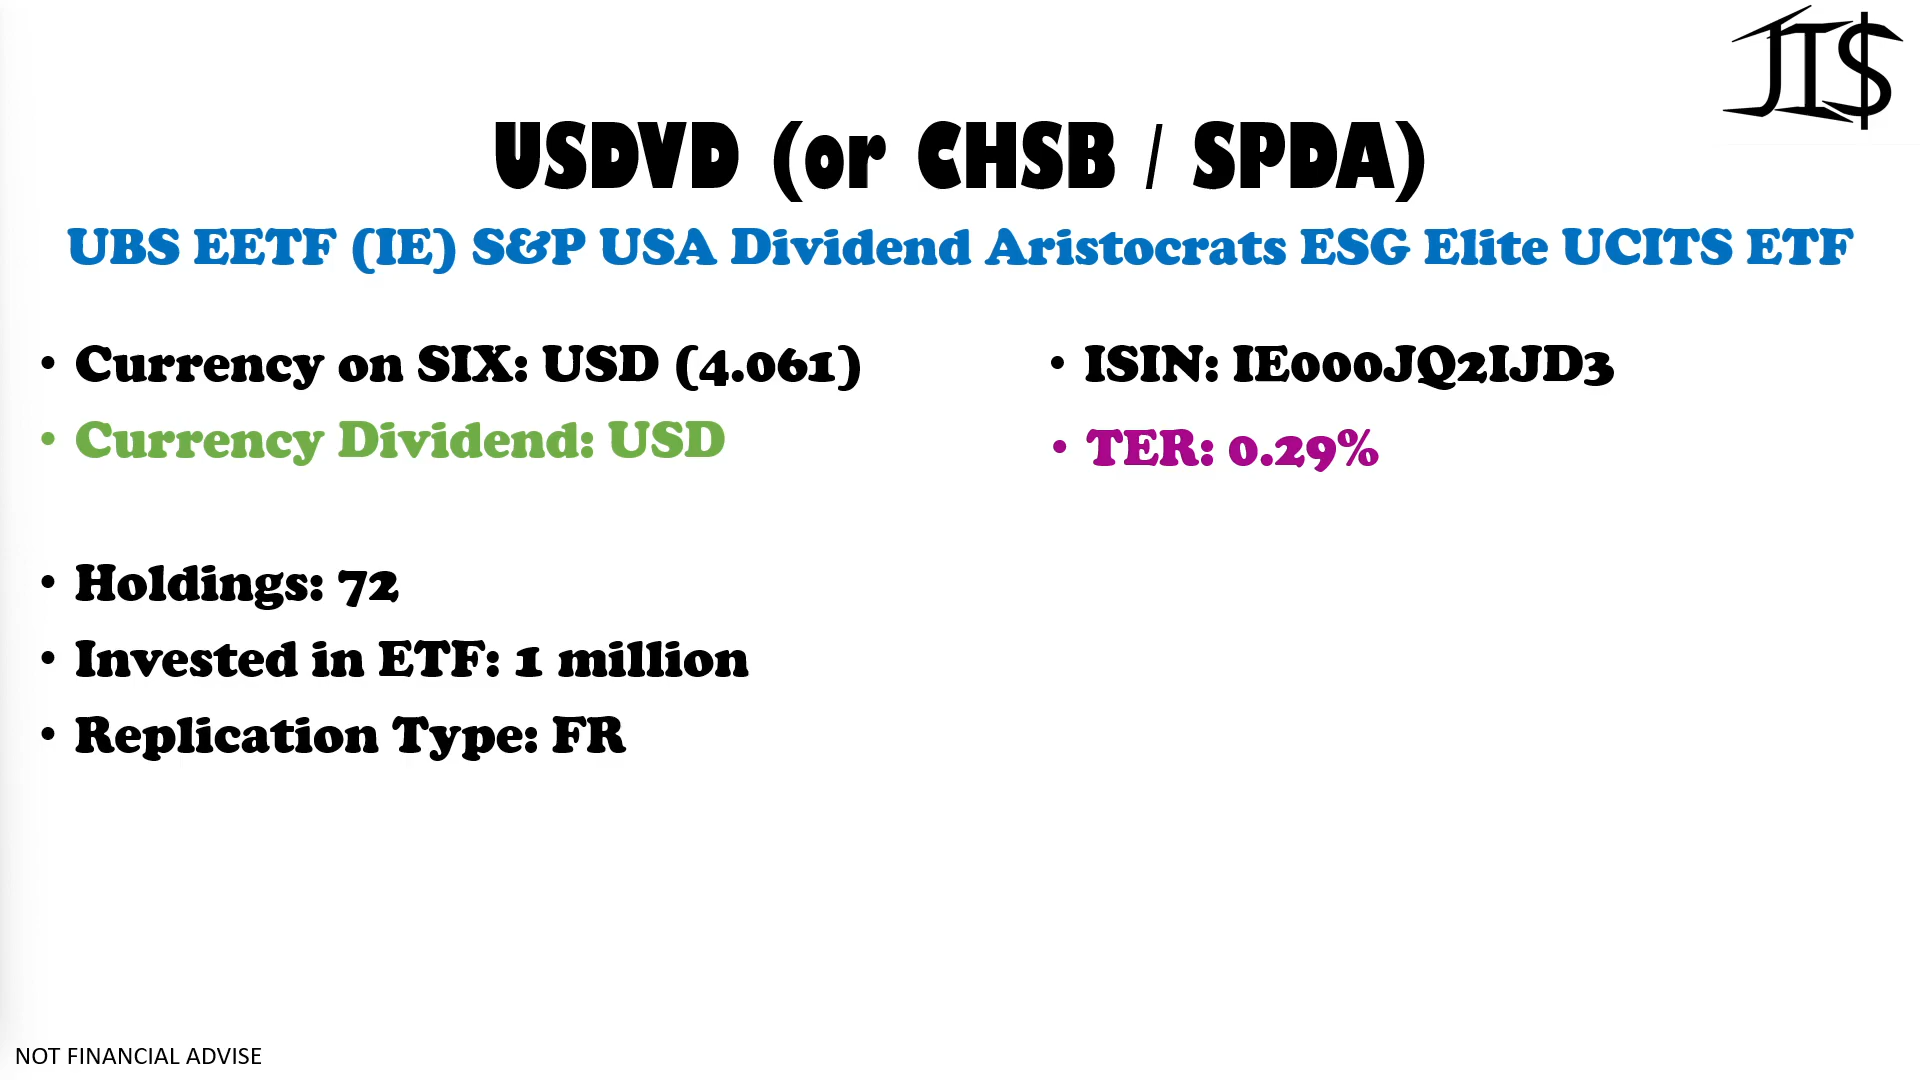 JI$
USDVD (or CHSB / SPDA)
UBS EETF (IE) S&P USA Dividend Aristocrats ESG Elite UCITS ETF
• Currency on SIX: USD (4.061)
• Currency Dividend: USD
• Holdings: 72
• Invested in ETF: 1 million
• Replication Type: FR
• ISIN: IE000JQ2IJD3
• TER: 0.29%
NOT FINANCIAL ADVISE